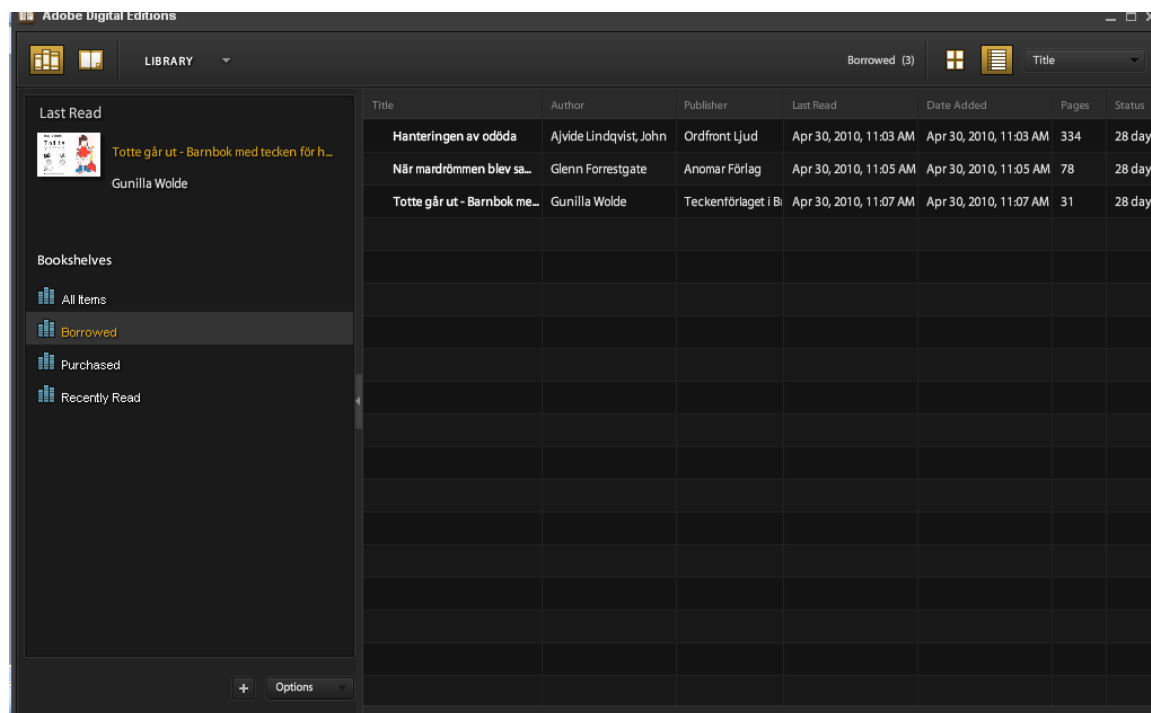 Adobe Digital Editions
LIBRARY
Borrowed (3)
Title
Last Read
Totte går ut - Barnbok med tecken för h...
Gunilla Wolde
Bookshelves
All Items
Borrowed
Purchased
Recently Read
Options
Title Author Publisher Last Read Date Added Pages Status
Hanteringen av odöda Ajvide Lindqvist, John Ordfront Ljud Apr 30, 2010, 11:03 AM Apr 30, 2010, 11:03 AM 334 28 day
När mardrömmen blev sa... Glenn Forrestgate Anomar Förlag Apr 30, 2010, 11:05 AM Apr 30, 2010, 11:05 AM 78 28 day
Totte går ut - Barnbok me... Gunilla Wolde Teckenförlaget i Apr 30, 2010, 11:07 AM Apr 30, 2010, 11:07 AM 31 28 day